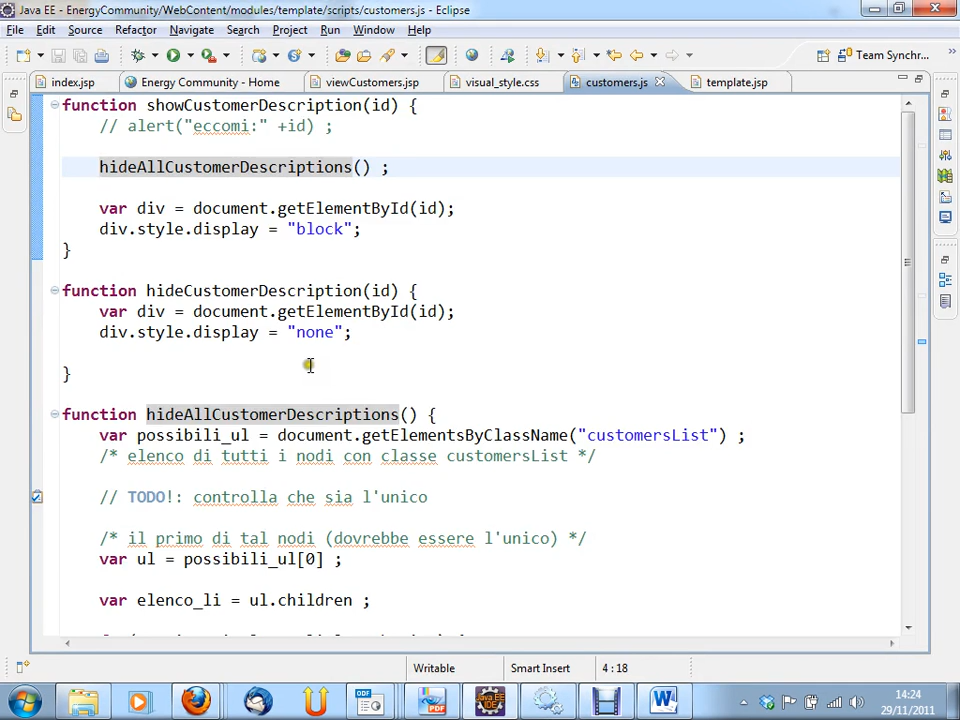 Java EE - EnergyCommunity/WebContent/modules/template/scripts/customers.js - Eclipse
File Edit Source Refactor Navigate Search Project Run Window Help
Team Synchr...
index.jsp Energy Community - Home viewCustomers.jsp visual_style.css customers.js template.jsp
function showCustomerDescription(id) {
// alert("eccomi:" +id) ;
hideAllCustomerDescriptions() ;
var div = document.getElementById(id);
div.style.display = "block";
}
function hideCustomerDescription(id) {
var div = document.getElementById(id);
div.style.display = "none";
}
function hideAllCustomerDescriptions() {
var possibili_ul = document.getElementsByClassName("customersList") ;
/* elenco di tutti i nodi con classe customersList */
// TODO!: controlla che sia l'unico
/* il primo di tal nodi (dovrebbe essere l'unico) */
var ul = possibili_ul[0] ;
var elenco_li = ul.children ;
Writable Smart Insert 4 : 18
14:24
29/11/2011